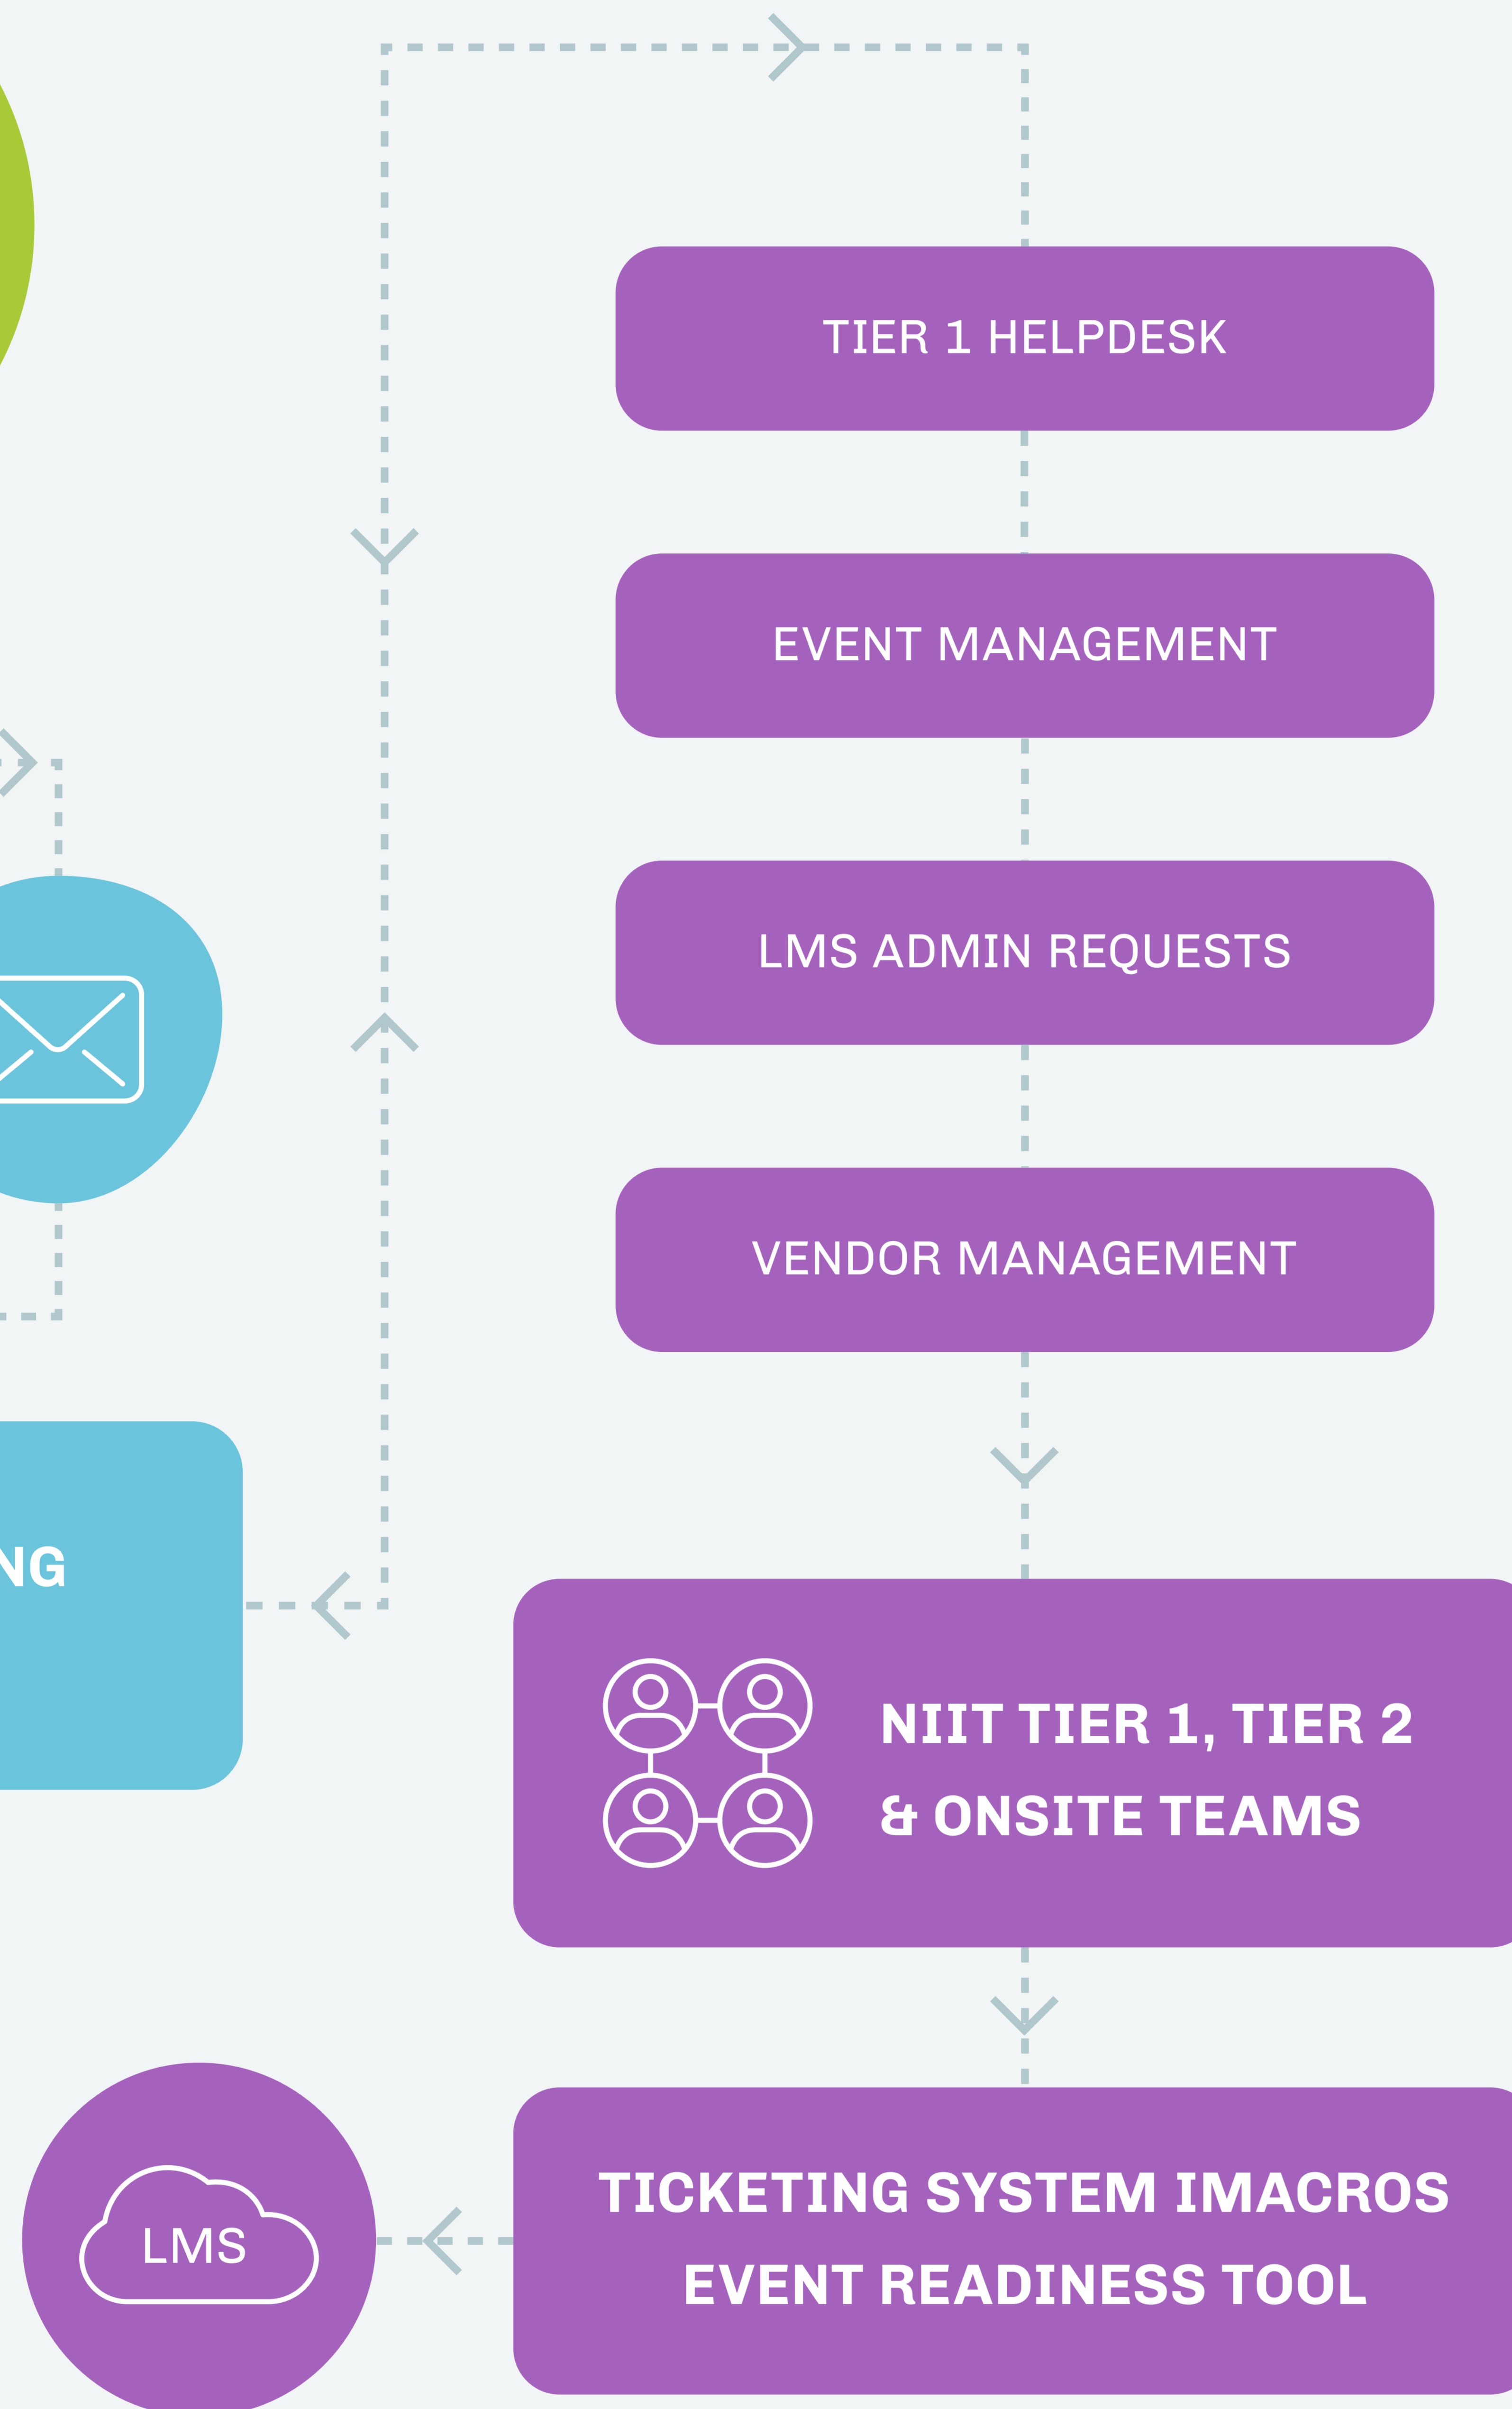 TIER 1 HELPDESK
EVENT MANAGEMENT
LMS ADMIN REQUESTS
VENDOR MANAGEMENT
NG
NIIT TIER 1, TIER 2
& ONSITE TEAMS
LMS
TICKETING SYSTEM IMACROS
EVENT READINESS TOOL